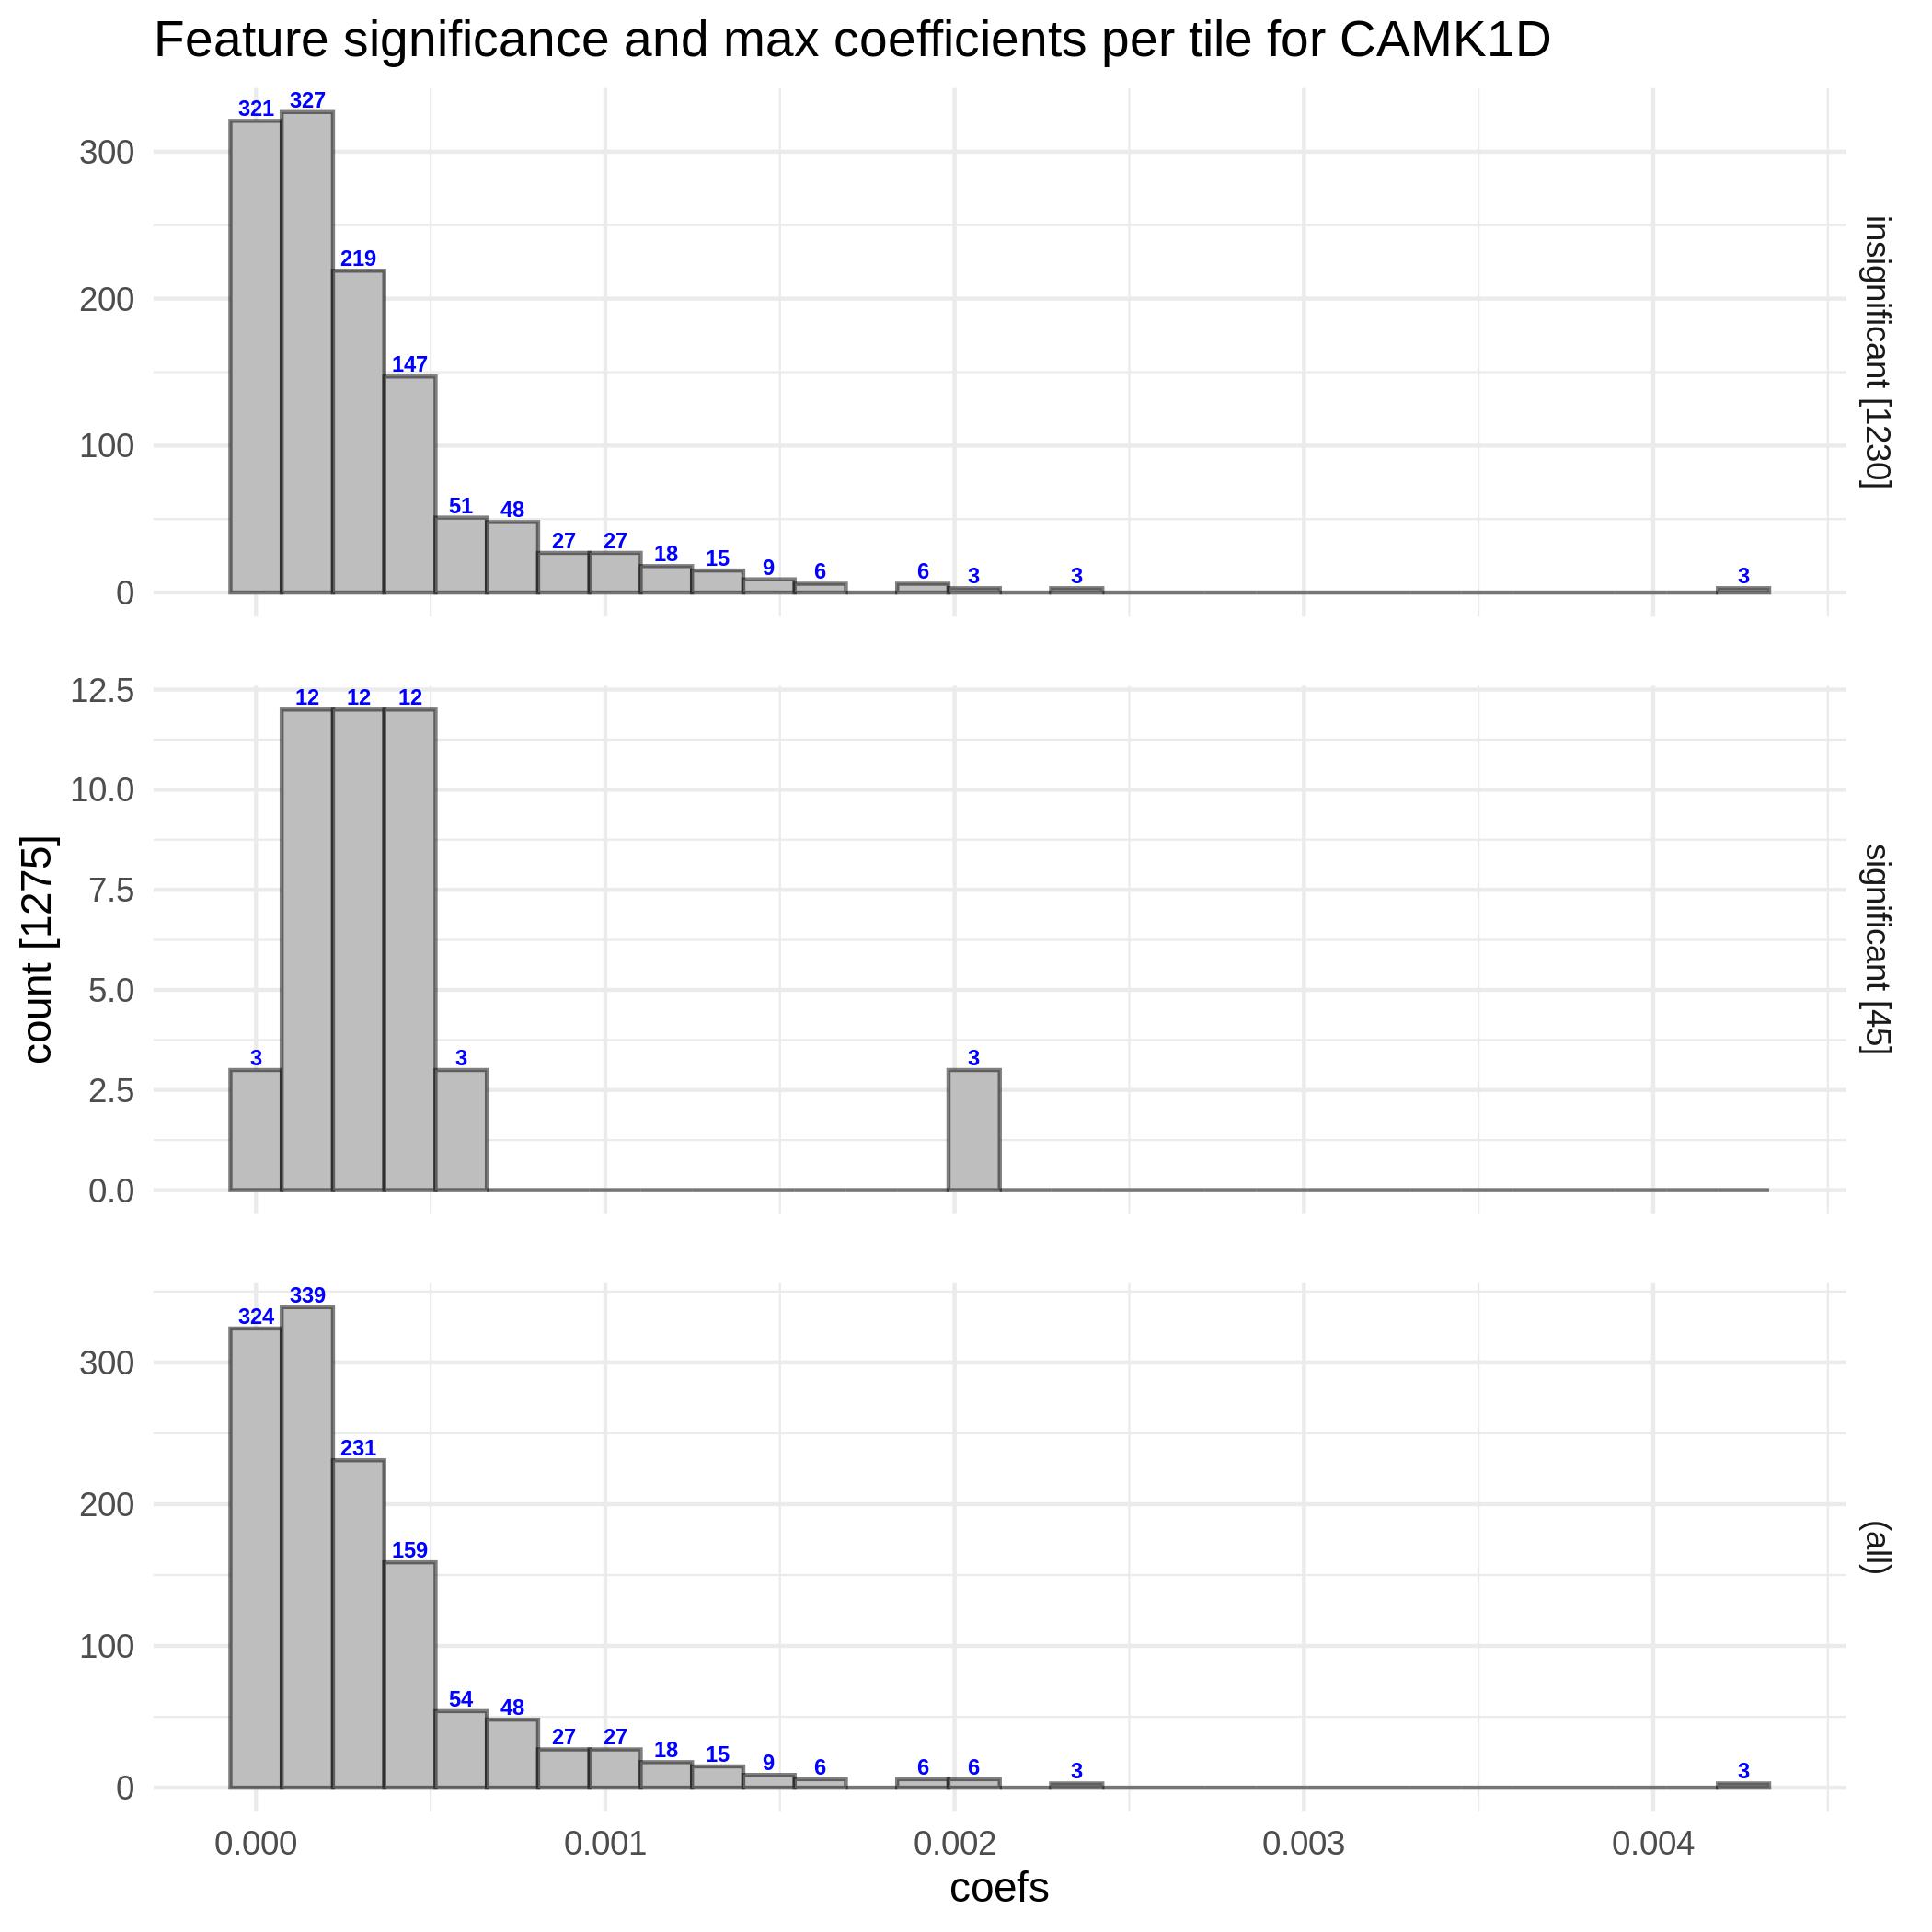 Feature significance and max coefficients per tile for CAMK1D
321 327 219 147 51 48 27 27 18 15 9 6 6 3 3 3
300
200
100
0
insignificant [1230]
count [1275]
12 12 12 3 3 3
12.5
10.0
7.5
5.0
2.5
0.0
significant [45]
324 339 231 159 54 48 27 27 18 15 9 6 6 6 3 3
300
200
100
0
(all)
0.000 0.001 0.002 0.003 0.004
coefs